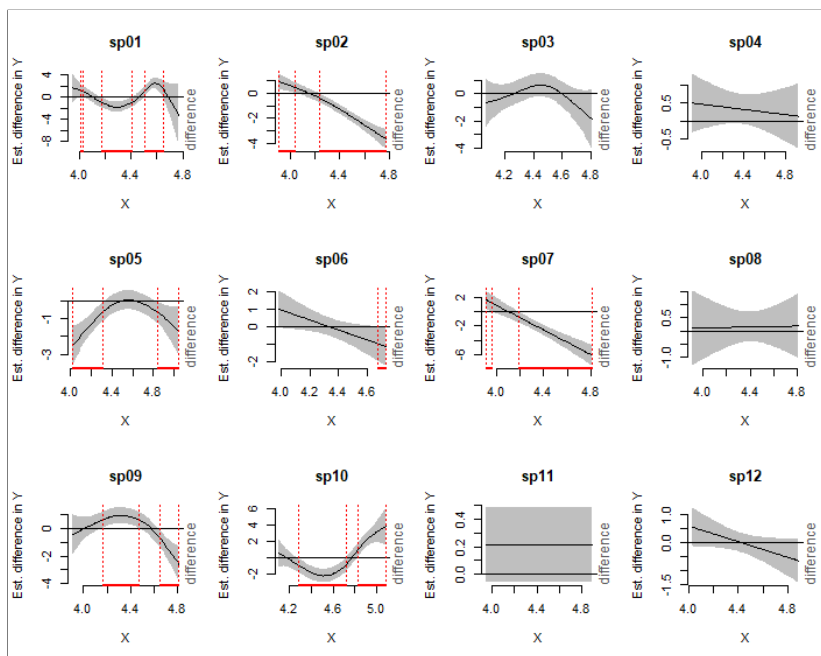 sp01
Est. difference in Y
4
2
0
-2
-4
-8
difference
4.0
4.4
4.8
X
sp02
Est. difference in Y
0
-2
-4
difference
4.0
4.4
4.8
X
sp03
Est. difference in Y
0
-2
-4
difference
4.2
4.4
4.6
4.8
X
sp04
Est. difference in Y
0.5
-0.5
difference
4.0
4.4
4.8
X
sp05
Est. difference in Y
-1
-3
difference
4.0
4.4
4.8
X
sp06
Est. difference in Y
2
1
0
-2
difference
4.0
4.2
4.6
X
sp07
Est. difference in Y
2
0
-2
-6
difference
4.0
4.4
4.8
X
sp08
Est. difference in Y
0.5
-1.0
difference
4.0
4.4
4.8
X
sp09
Est. difference in Y
0
-2
-4
difference
4.0
4.4
4.8
X
sp10
Est. difference in Y
6
4
2
-2
difference
4.2
4.6
5.0
X
sp11
Est. difference in Y
0.4
0.2
0.0
difference
4.0
4.4
4.8
X
sp12
Est. difference in Y
1.0
0.0
-1.5
difference
4.0
4.4
4.8
X